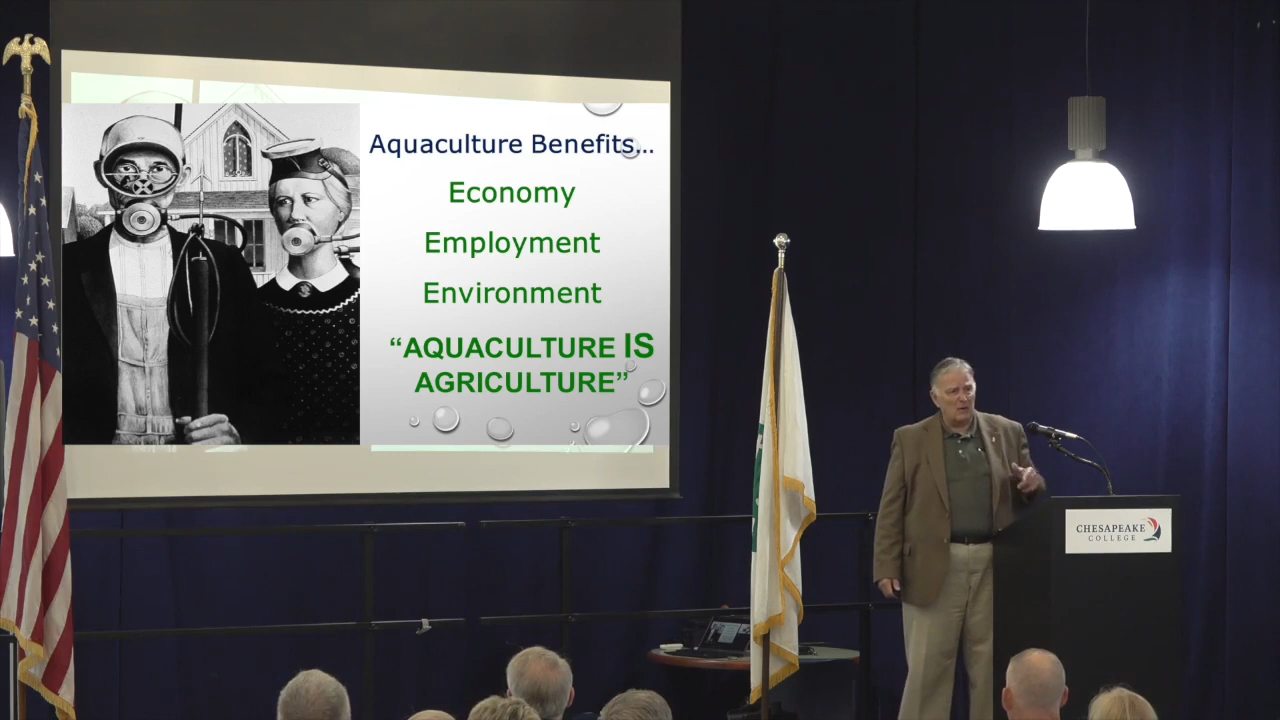 Aquaculture Benefits...
Economy
Employment
Environment
“AQUACULTURE IS
AGRICULTURE”
CHESAPEAKE
COLLEGE